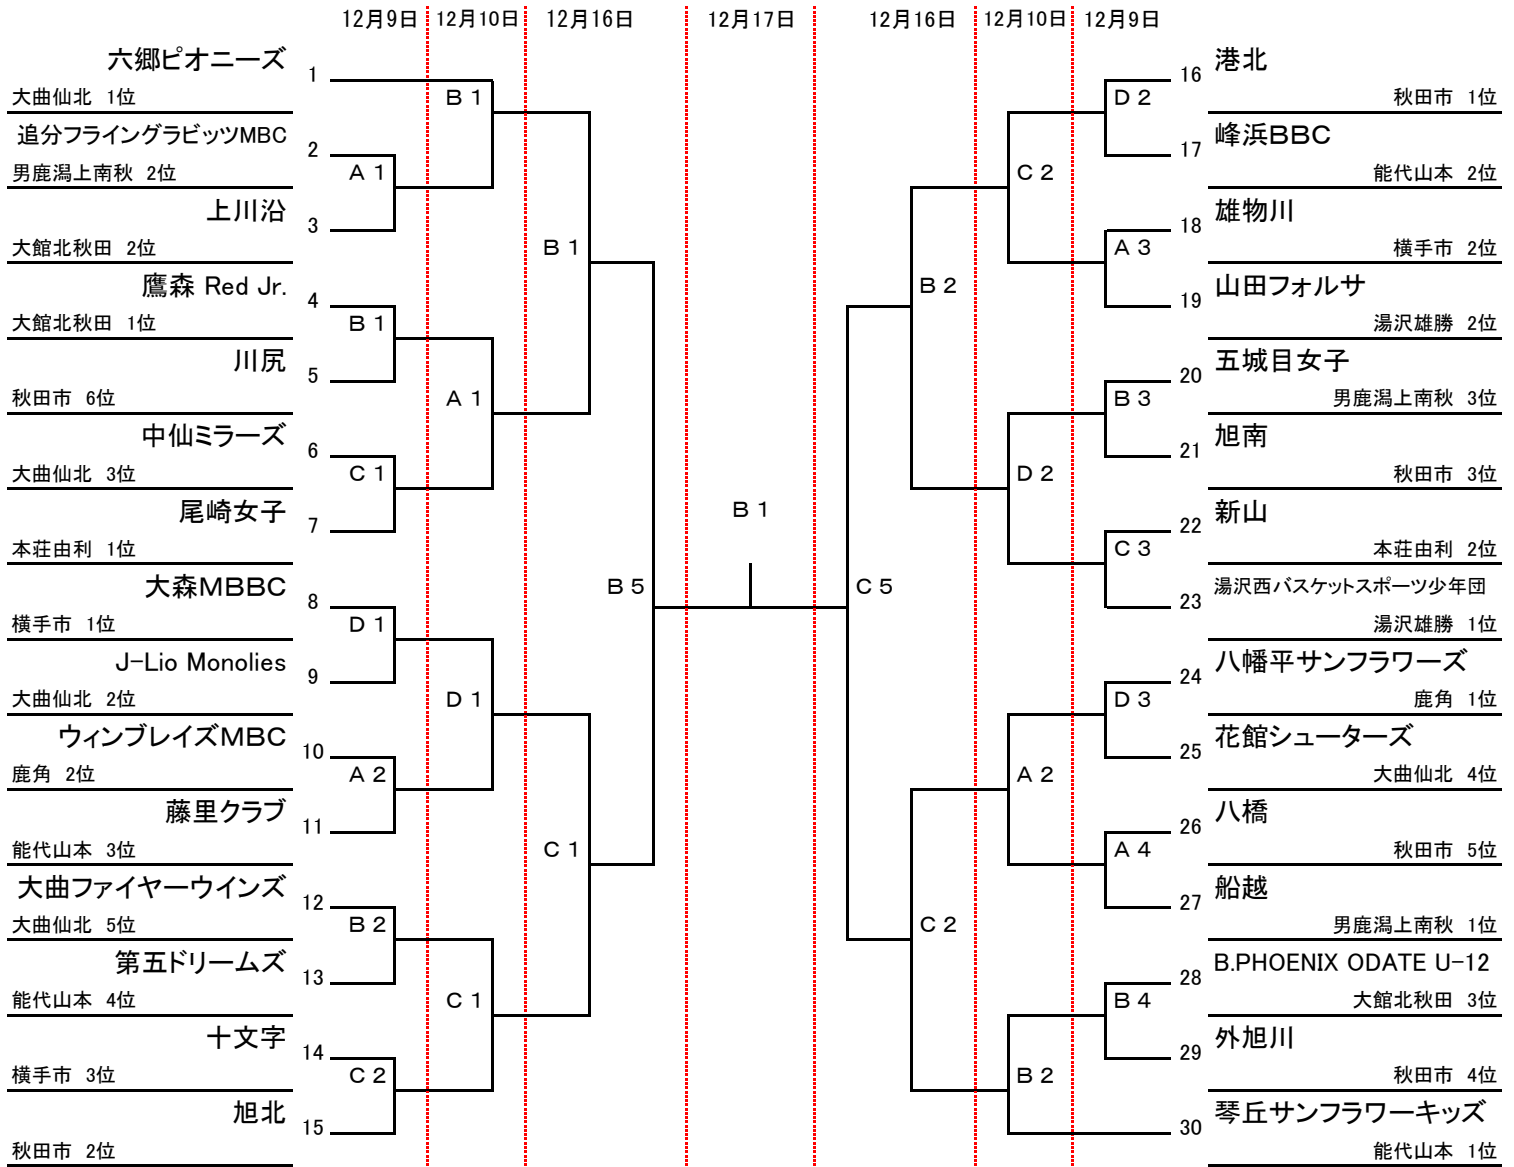 12月9日 12月10日 12月16日 12月17日 12月16日 12月10日 12月9日
六郷ピオニーズ
1
大曲仙北 1位
B 1
追分フライングラビッツMBC
2
男鹿潟上南秋 2位
A 1
上川沿
3
大館北秋田 2位
B 1
鷹森 Red Jr.
4
大館北秋田 1位
B 1
川尻
5
秋田市 6位
A 1
中仙ミラーズ
6
大曲仙北 3位
C 1
尾崎女子
7
本荘由利 1位
B 5
大森MBBC
8
横手市 1位
D 1
J-Lio Monolies
9
大曲仙北 2位
D 1
ウィンブレイズMBC
10
鹿角 2位
A 2
藤里クラブ
11
能代山本 3位
C 1
大曲ファイヤーウインズ
12
大曲仙北 5位
B 2
第五ドリームズ
13
能代山本 4位
C 1
十文字
14
横手市 3位
C 2
旭北
15
秋田市 2位
B 1
16
港北
D 2
秋田市 1位
17
峰浜BBC
C 2
能代山本 2位
18
雄物川
A 3
横手市 2位
B 2
19
山田フォルサ
湯沢雄勝 2位
20
五城目女子
B 3
男鹿潟上南秋 3位
21
旭南
D 2
秋田市 3位
22
新山
C 3
本荘由利 2位
C 5
23
湯沢西バスケットスポーツ少年団
湯沢雄勝 1位
24
八幡平サンフラワーズ
D 3
鹿角 1位
25
花館シューターズ
A 2
大曲仙北 4位
26
八橋
A 4
秋田市 5位
27
船越
C 2
男鹿潟上南秋 1位
28
B.PHOENIX ODATE U-12
B 4
大館北秋田 3位
29
外旭川
B 2
秋田市 4位
30
琴丘サンフラワーキッズ
能代山本 1位